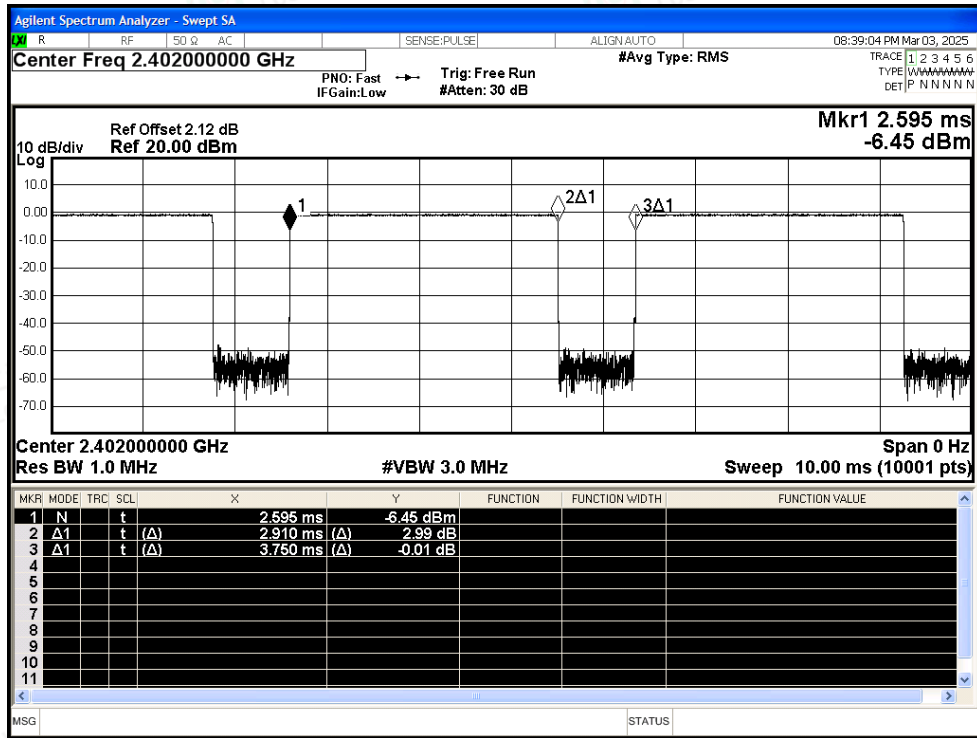 Agilent Spectrum Analyzer - Swept SA
LXI R RF 50 Ω AC SENSE:PULSE ALIGN AUTO 08:39:04 PM Mar 03, 2025
Center Freq 2.402000000 GHz #Avg Type: RMS TRACE 1 2 3 4 5 6
PNO: Fast Trig: Free Run TYPE W
IFGain:Low #Atten: 30 dB DET P N N N N N
Mkr1 2.595 ms
Ref Offset 2.12 dB
10 dB/div Ref 20.00 dBm -6.45 dBm
Log
10.0
0.00
-10.0
-20.0
-30.0
-40.0
-50.0
-60.0
-70.0
1
2Δ1
3Δ1
Center 2.402000000 GHz Span 0 Hz
Res BW 1.0 MHz #VBW 3.0 MHz Sweep 10.00 ms (10001 pts)
MKR MODE TRC SCL X Y FUNCTION FUNCTION WIDTH FUNCTION VALUE
1 N t 2.595 ms -6.45 dBm
2 Δ1 t (Δ) 2.910 ms (Δ) 2.99 dB
3 Δ1 t (Δ) 3.750 ms (Δ) -0.01 dB
4
5
6
7
8
9
10
11
MSG STATUS